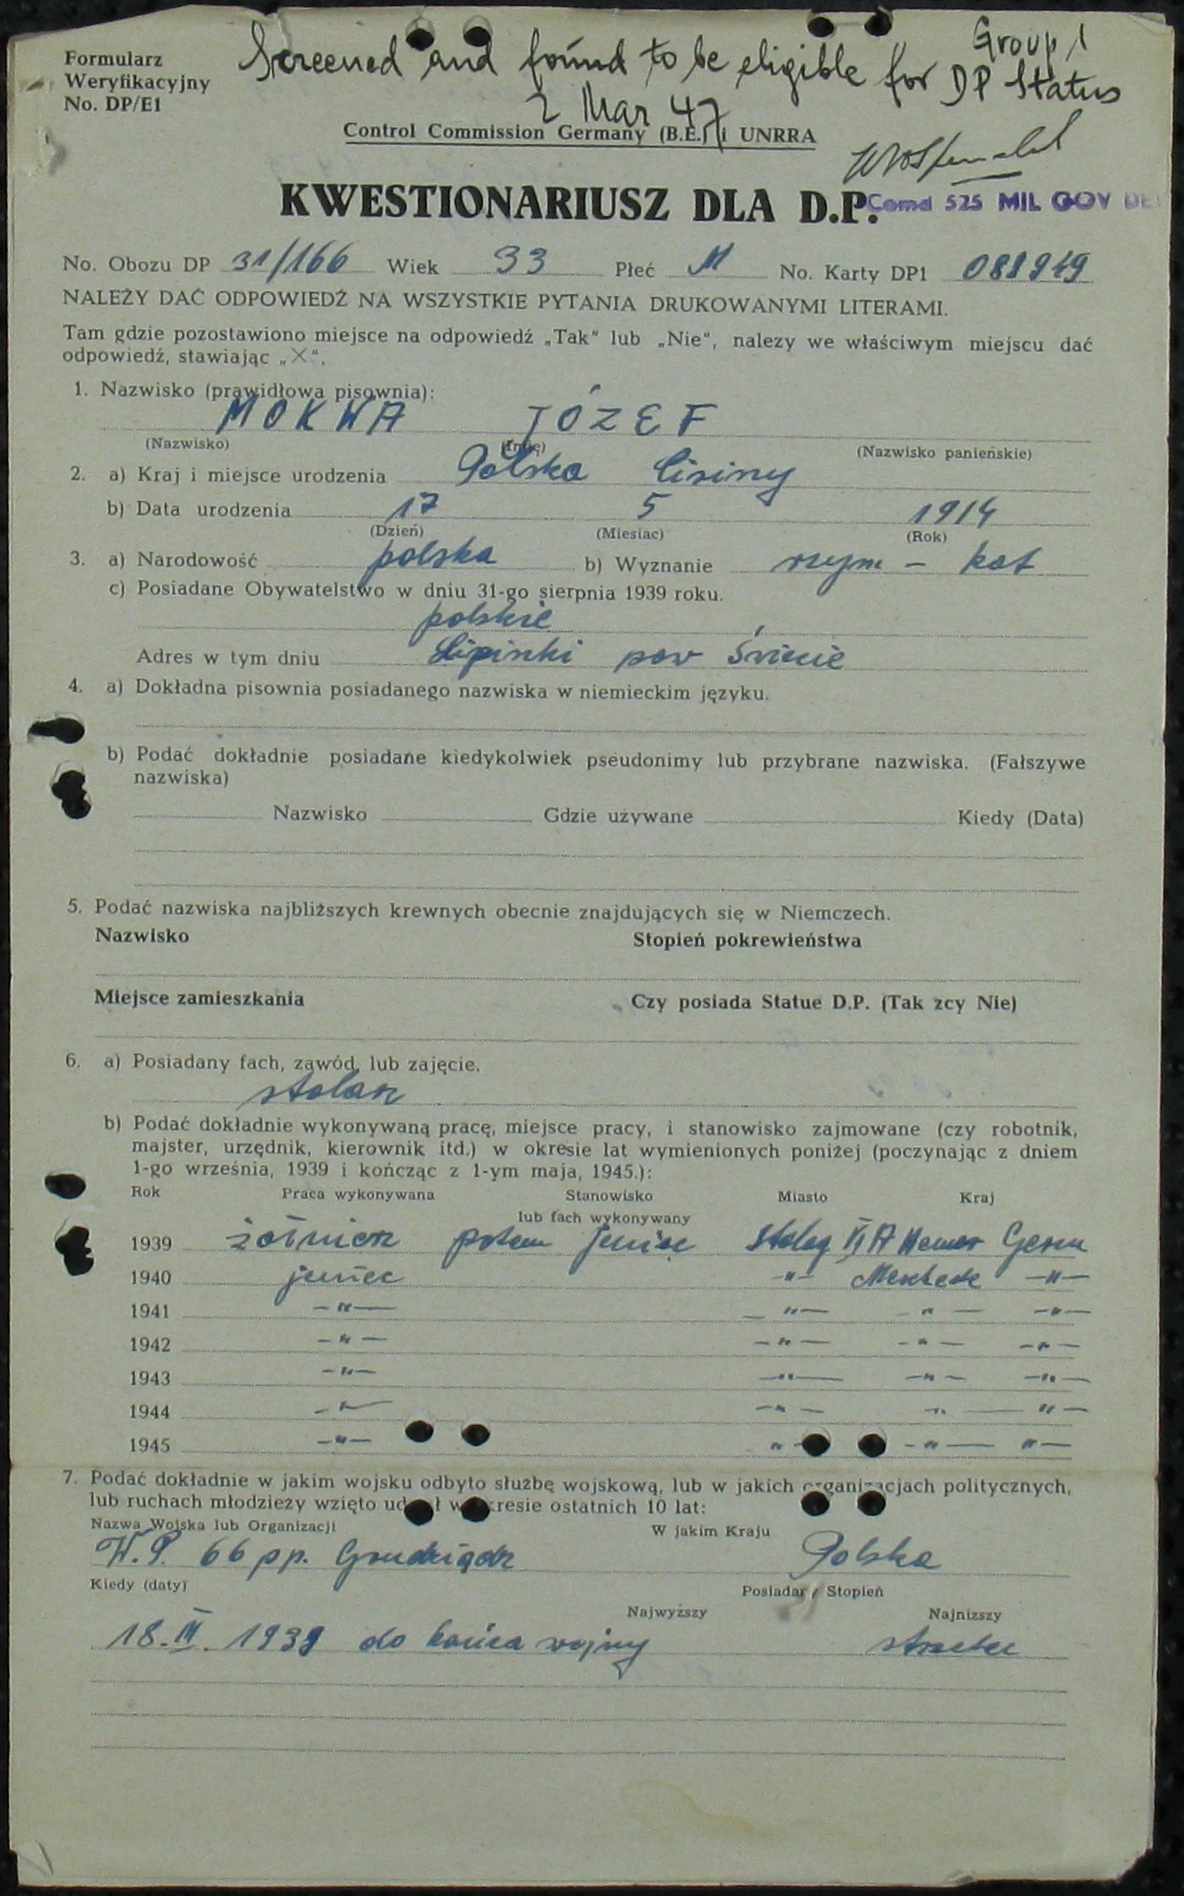 Formularz
Weryfikacyjny
No. DP/E1
Group 1
Screened and found to be eligible for DP Status
2 Mar 47
Control Commission Germany (B.E.) i UNRRA
KWESTIONARIUSZ DLA D.P.
Comd 525 MIL GOV DE
No. Obozu DP 31/166 Wiek 33 Płeć M No. Karty DP1 088949
NALEŻY DAĆ ODPOWIEDŹ NA WSZYSTKIE PYTANIA DRUKOWANYMI LITERAMI.
Tam gdzie pozostawiono miejsce na odpowiedź „Tak" lub „Nie", nalezy we właściwym miejscu dać
odpowiedź, stawiając „X".
1. Nazwisko (prawidłowa pisownia):
MOKWA JÓZEF
(Nazwisko) (Imię) (Nazwisko panieńskie)
2. a) Kraj i miejsce urodzenia Polska Lisiny
b) Data urodzenia 17 5 1914
(Dzień) (Miesiac) (Rok)
3. a) Narodowość polska b) Wyznanie rzym - kat
c) Posiadane Obywatelstwo w dniu 31-go sierpnia 1939 roku.
polskie
Adres w tym dniu Lipinki pow Świecie
4. a) Dokładna pisownia posiadanego nazwiska w niemieckim języku.
b) Podać dokładnie posiadane kiedykolwiek pseudonimy lub przybrane nazwiska. (Fałszywe
nazwiska)
Nazwisko Gdzie używane Kiedy (Data)
5. Podać nazwiska najbliższych krewnych obecnie znajdujących się w Niemczech.
Nazwisko Stopień pokrewieństwa
Miejsce zamieszkania Czy posiada Statue D.P. (Tak zcy Nie)
6. a) Posiadany fach, zawód, lub zajęcie.
stolarz
b) Podać dokładnie wykonywaną pracę, miejsce pracy, i stanowisko zajmowane (czy robotnik,
majster, urzędnik, kierownik itd.) w okresie lat wymienionych poniżej (poczynając z dniem
1-go września, 1939 i kończąc z 1-ym maja, 1945.):
Rok Praca wykonywana Stanowisko Miasto Kraj
lub fach wykonywany
1939 żołnierz potem jeniec Stalag VI A Hemer Germ
1940 jeniec -"- -"-
1941 -"- -"- -"- -"-
1942 -"- -"- -"- -"-
1943 -"- -"- -"- -"-
1944 -"- -"- -"- -"-
1945 -"- -"- -"- -"-
7. Podać dokładnie w jakim wojsku odbyto służbę wojskową, lub w jakich organizacjach politycznych,
lub ruchach młodzieży wzięto udział w okresie ostatnich 10 lat:
Nazwa Wojska lub Organizacji W jakim Kraju
W.P. 66 pp. Grudziądz Polska
Kiedy (daty) Posiadany Stopień
Najwyższy Najnizszy
18.III.1939 do końca wojny strzelec